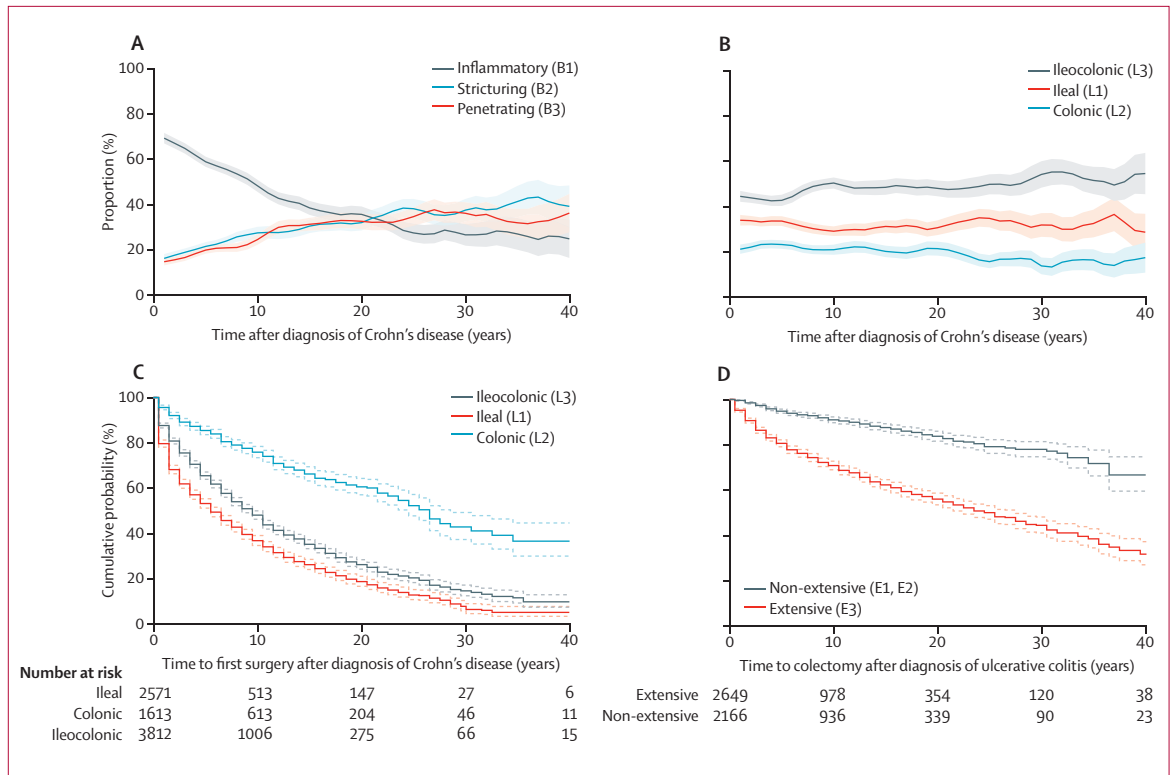 A
B
Inflammatory (B1)
Stricturing (B2)
Penetrating (B3)
Ileocolonic (L3)
Ileal (L1)
Colonic (L2)
Proportion (%)
100
80
60
40
20
0
0 10 20 30 40
Time after diagnosis of Crohn's disease (years)
0 10 20 30 40
Time after diagnosis of Crohn's disease (years)
C
D
Ileocolonic (L3)
Ileal (L1)
Colonic (L2)
Cumulative probability (%)
100
80
60
40
20
0
0 10 20 30 40
Time to first surgery after diagnosis of Crohn's disease (years)
Non-extensive (E1, E2)
Extensive (E3)
0 10 20 30 40
Time to colectomy after diagnosis of ulcerative colitis (years)
Number at risk
Ileal 2571 513 147 27 6
Colonic 1613 613 204 46 11
Ileocolonic 3812 1006 275 66 15
Extensive 2649 978 354 120 38
Non-extensive 2166 936 339 90 23